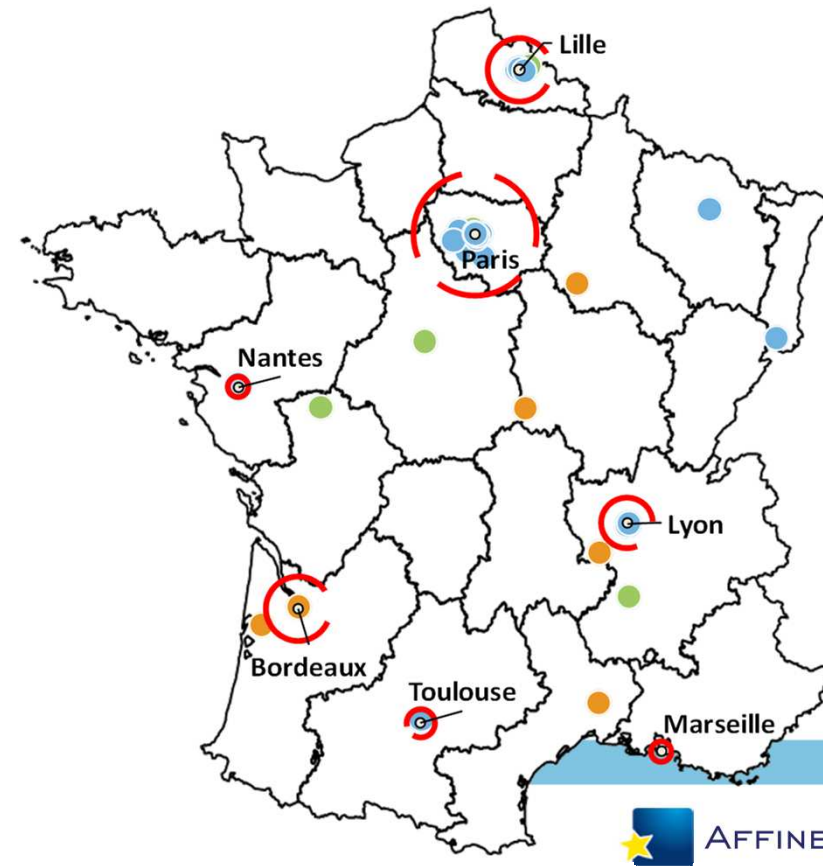 Lille
Paris
Nantes
Lyon
Bordeaux
Toulouse
Marseille
AFFINE